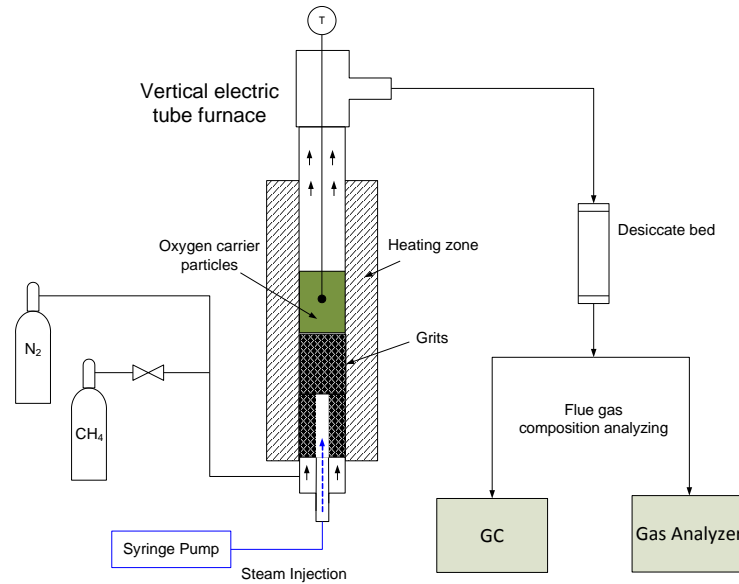 T
Vertical electric
tube furnace
Oxygen carrier
particles
Heating zone
Desiccate bed
Grits
N₂
CH₄
Flue gas
composition analyzing
GC
Gas Analyzer
Syringe Pump
Steam Injection